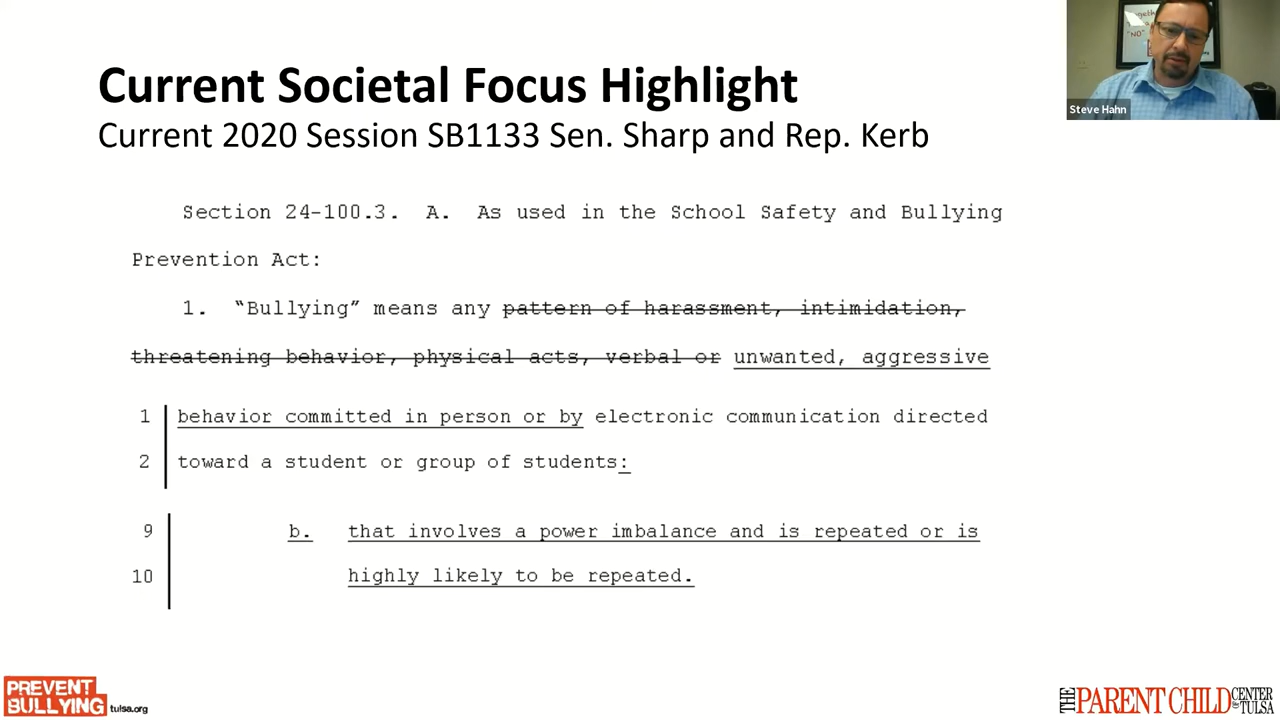 Current Societal Focus Highlight
Current 2020 Session SB1133 Sen. Sharp and Rep. Kerb
Section 24-100.3. A. As used in the School Safety and Bullying
Prevention Act:
1. “Bullying” means any pattern of harassment, intimidation,
threatening behavior, physical acts, verbal or unwanted, aggressive
1 behavior committed in person or by electronic communication directed
2 toward a student or group of students:
9 b. that involves a power imbalance and is repeated or is
10 highly likely to be repeated.
"NO"
Steve Hahn
PREVENT
BULLYING tulsa.org
THE PARENT CHILD CENTER of TULSA